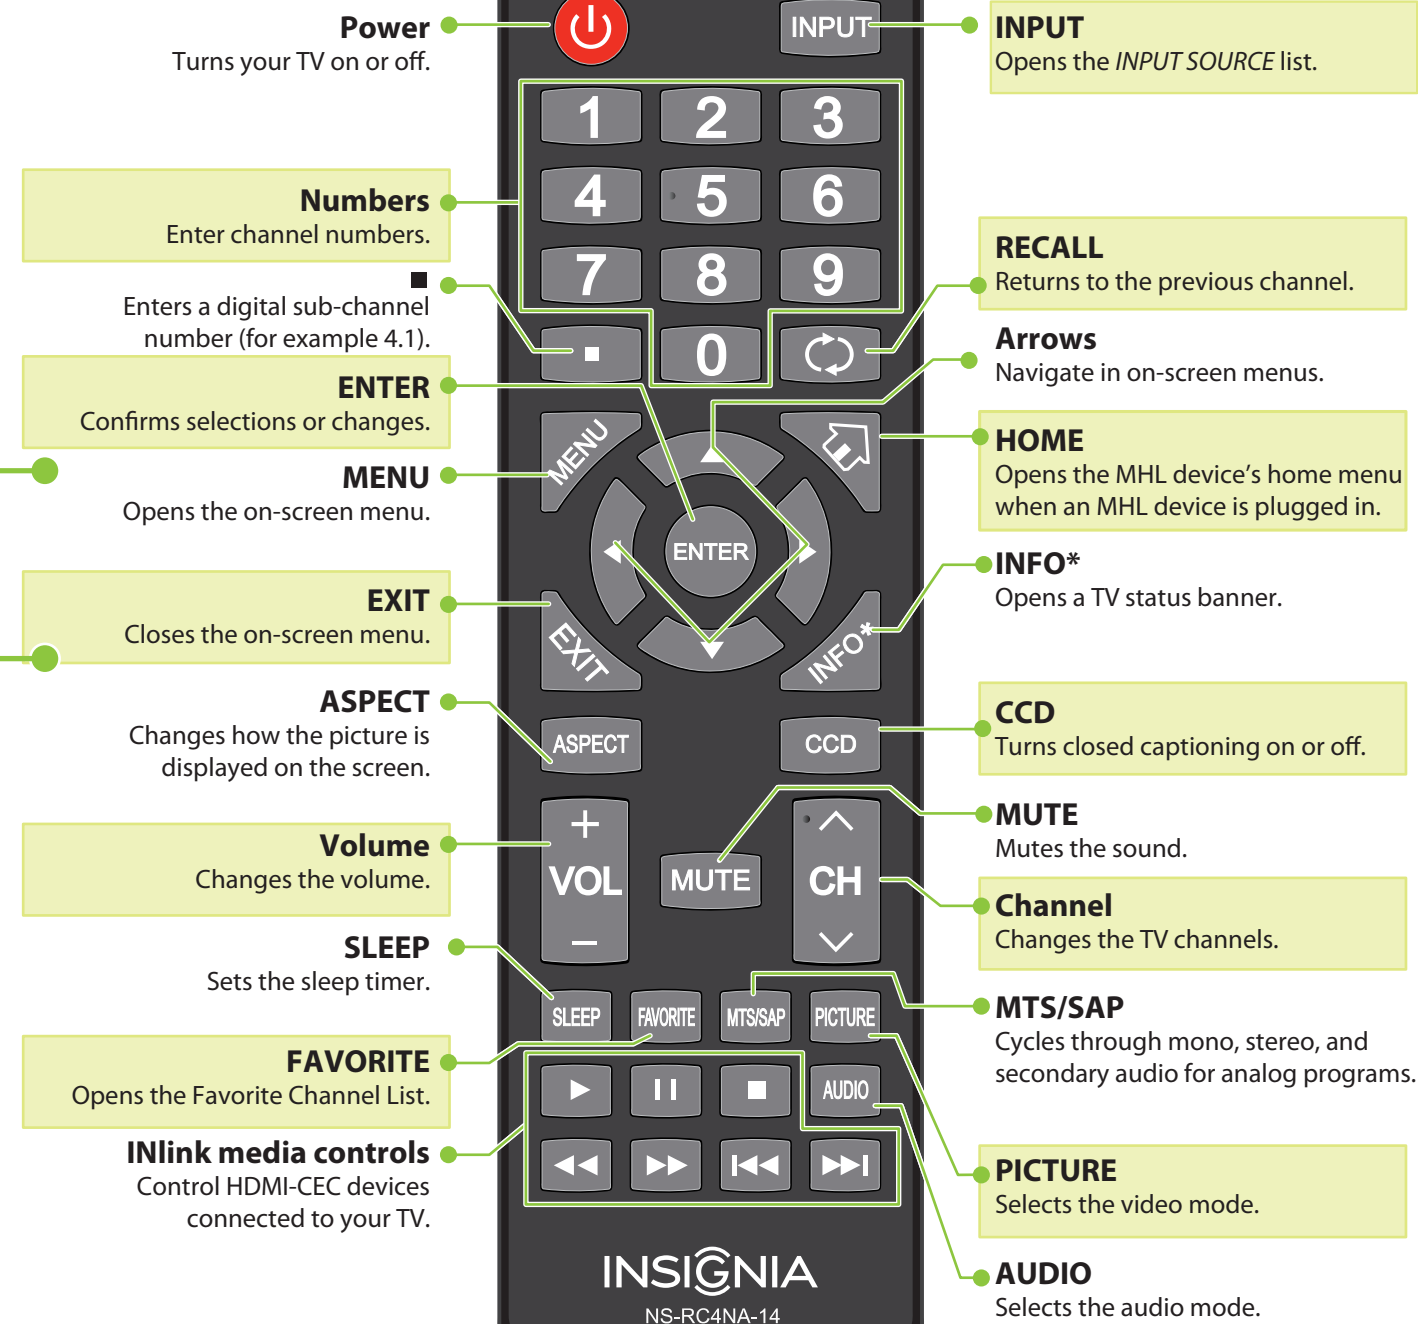 Power
Turns your TV on or off.
Numbers
Enter channel numbers.
■
Enters a digital sub-channel
number (for example 4.1).
ENTER
Confirms selections or changes.
MENU
Opens the on-screen menu.
EXIT
Closes the on-screen menu.
ASPECT
Changes how the picture is
displayed on the screen.
Volume
Changes the volume.
SLEEP
Sets the sleep timer.
FAVORITE
Opens the Favorite Channel List.
INlink media controls
Control HDMI-CEC devices
connected to your TV.
INPUT
1 2 3
4 5 6
7 8 9
0
MENU
ENTER
EXIT
INFO*
ASPECT
CCD
+
VOL
–
MUTE
CH
SLEEP
FAVORITE
MTS/SAP
PICTURE
AUDIO
INSIGNIA
NS-RC4NA-14
INPUT
Opens the INPUT SOURCE list.
RECALL
Returns to the previous channel.
Arrows
Navigate in on-screen menus.
HOME
Opens the MHL device’s home menu
when an MHL device is plugged in.
INFO*
Opens a TV status banner.
CCD
Turns closed captioning on or off.
MUTE
Mutes the sound.
Channel
Changes the TV channels.
MTS/SAP
Cycles through mono, stereo, and
secondary audio for analog programs.
PICTURE
Selects the video mode.
AUDIO
Selects the audio mode.